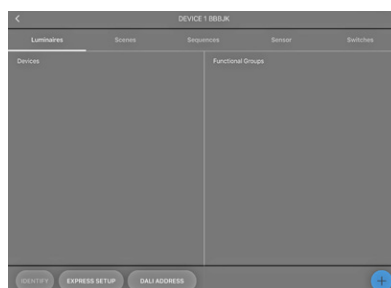 DEVICE 1 BBBJK
Luminaires Scenes Sequences Sensor Switches
Devices Functional Groups
IDENTIFY EXPRESS SETUP DALI ADDRESS +